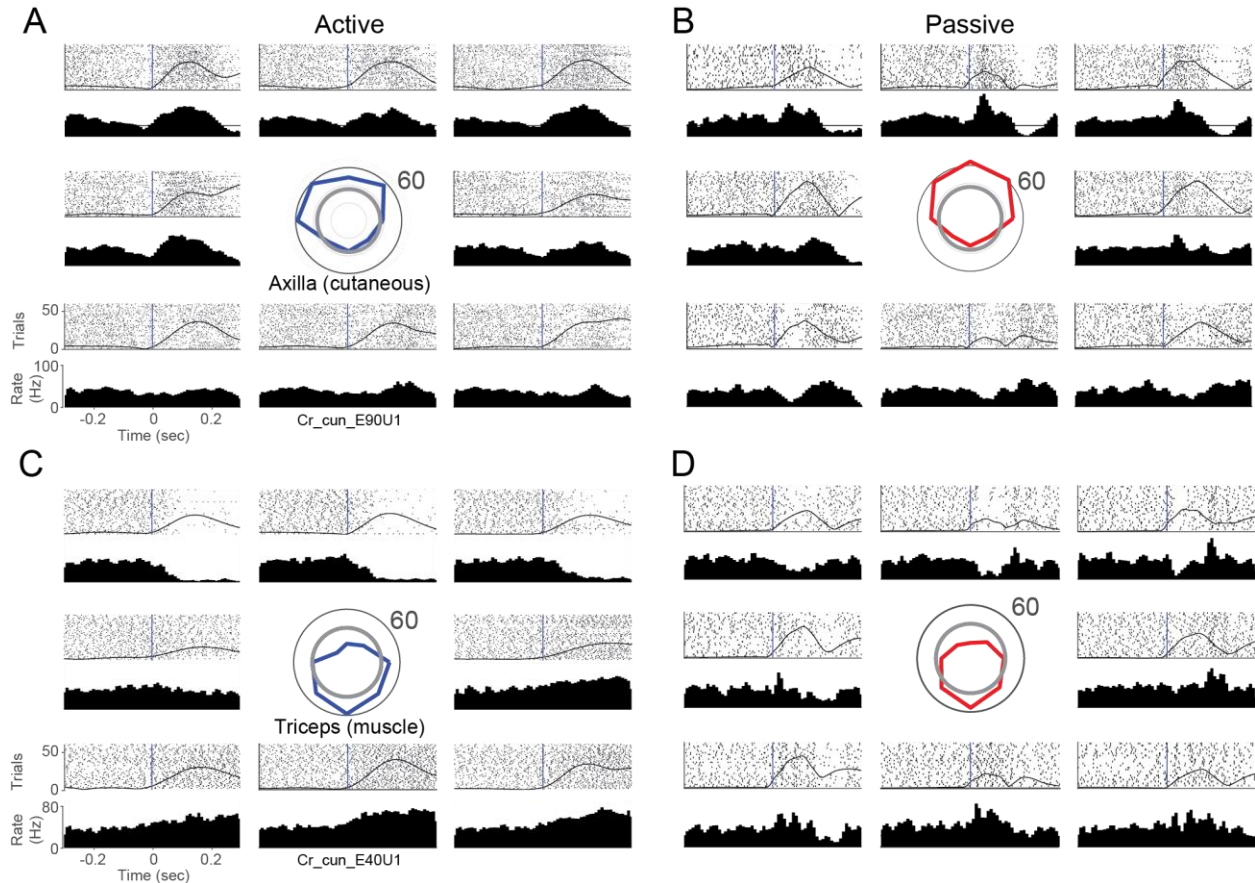 A
Active
B
Passive
60
60
Axilla (cutaneous)
50
Trials
0
100
Rate
(Hz)
0
-0.2
0
0.2
Time (sec)
Cr_cun_E90U1
C
D
60
60
Triceps (muscle)
50
Trials
0
80
Rate
(Hz)
0
-0.2
0
0.2
Time (sec)
Cr_cun_E40U1